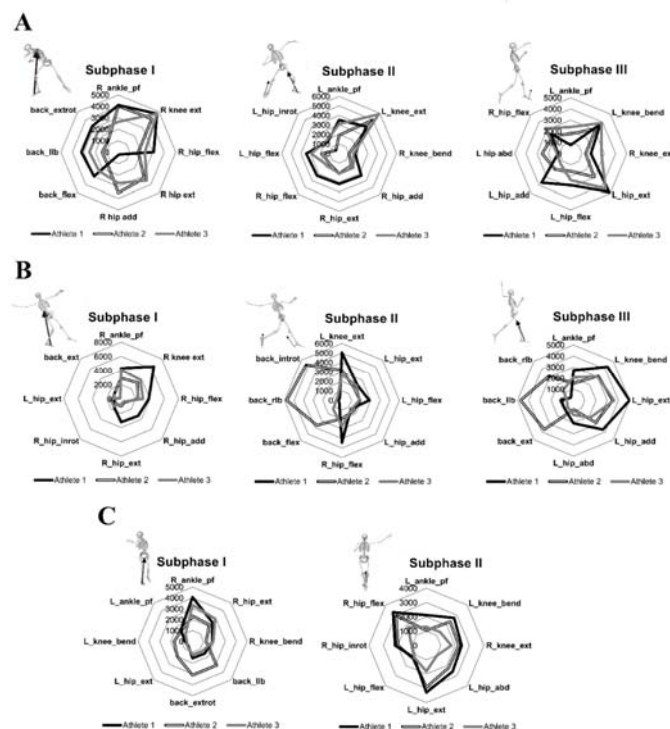 A
Subphase I
R_ankle_pf
5000
4000
3000
2000
1000
0
back_extrot
R knee ext
back_llb
R_hip_flex
back_flex
R hip ext
R hip add
Athlete 1 Athlete 2 Athlete 3
Subphase II
L_ankle_pf
6000
5000
4000
3000
2000
1000
0
L_hip_inrot
L_knee_ext
L_hip_flex
R_knee_bend
R_hip_flex
R_hip_add
R_hip_ext
Athlete 1 Athlete 2 Athlete 3
Subphase III
L_ankle_pf
5000
4000
3000
2000
1000
0
R_hip_flex
L_knee_bend
L hip abd
R_knee_ext
L_hip_add
L_hip_ext
L_hip_flex
Athlete 1 Athlete 2 Athlete 3
B
Subphase I
R_ankle_pf
8000
6000
4000
2000
0
back_ext
R knee ext
L_hip_ext
R_hip_flex
R_hip_inrot
R_hip_add
R_hip_ext
Athlete 1 Athlete 2 Athlete 3
Subphase II
L_knee_ext
6000
5000
4000
3000
2000
1000
0
back_introt
L_hip_ext
back_rlb
L_hip_flex
back_flex
L_hip_add
R_hip_flex
Athlete 1 Athlete 2 Athlete 3
Subphase III
L_ankle_pf
5000
4000
3000
2000
1000
0
back_rlb
L_knee_bend
back_llb
L_hip_ext
back_ext
L_hip_add
L_hip_abd
Athlete 1 Athlete 2 Athlete 3
C
Subphase I
R_ankle_pf
5000
4000
3000
2000
1000
0
L_ankle_pf
R_hip_ext
L_knee_bend
R_knee_bend
L_hip_ext
back_llb
back_extrot
Athlete 1 Athlete 2 Athlete 3
Subphase II
L_ankle_pf
4000
3000
2000
1000
0
R_hip_flex
L_knee_bend
R_hip_inrot
R_knee_ext
L_hip_flex
L_hip_abd
L_hip_ext
Athlete 1 Athlete 2 Athlete 3